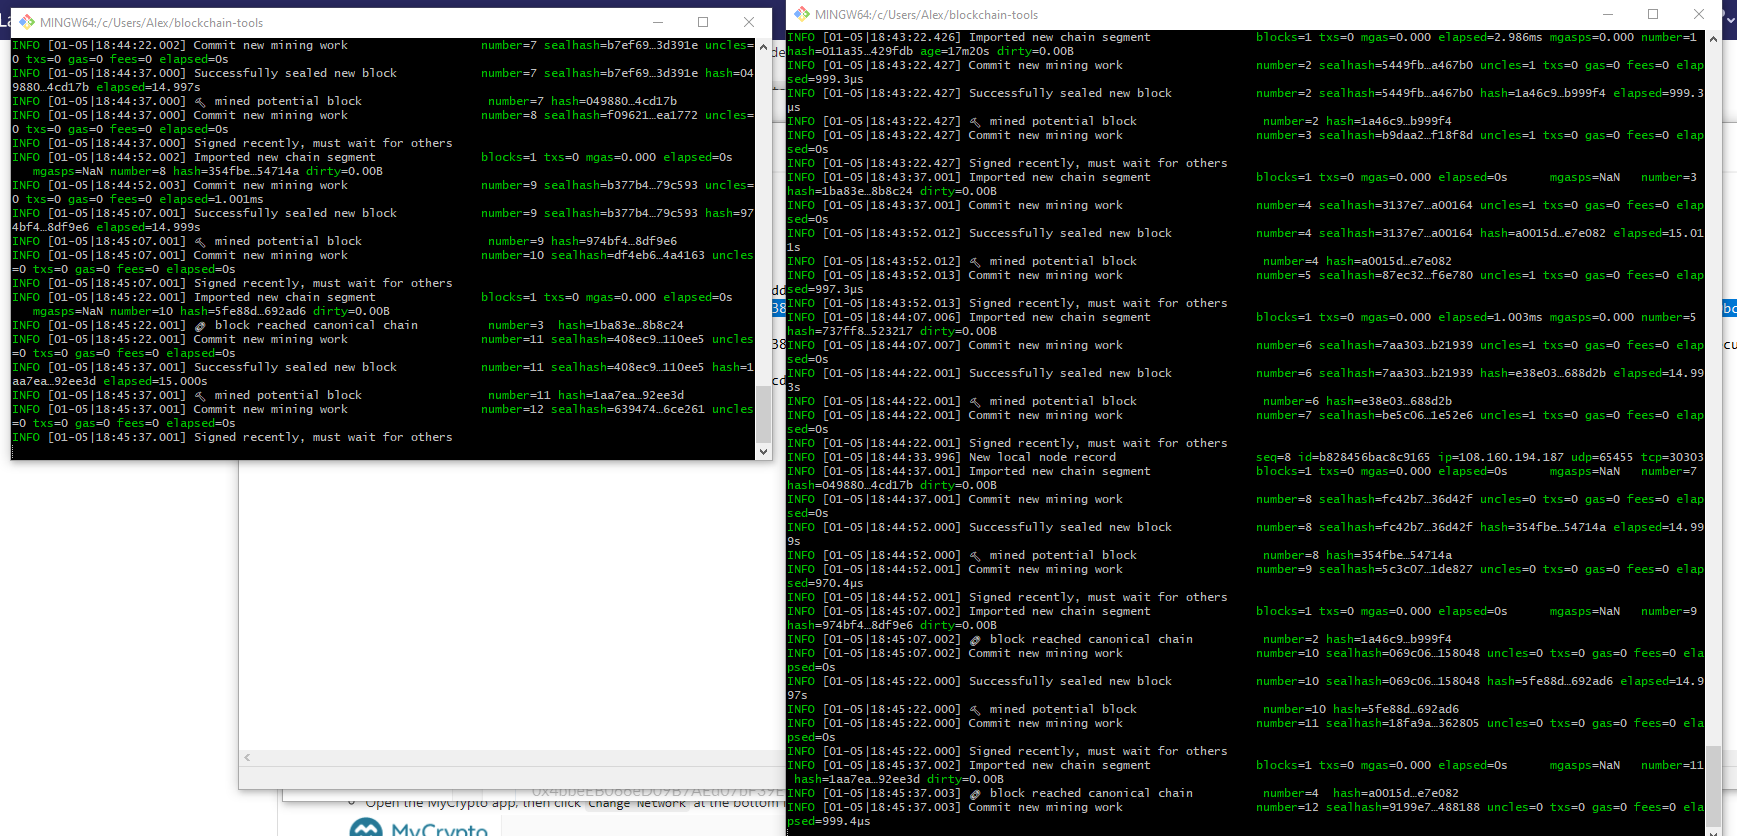 MINGW64:/c/Users/Alex/blockchain-tools
INFO [01-05|18:44:22.002] Commit new mining work number=7 sealhash=b7ef69…3d391e uncles=
0 txs=0 gas=0 fees=0 elapsed=0s
INFO [01-05|18:44:37.000] Successfully sealed new block number=7 sealhash=b7ef69…3d391e hash=04
9880…4cd17b elapsed=14.997s
INFO [01-05|18:44:37.000] 🔨 mined potential block number=7 hash=049880…4cd17b
INFO [01-05|18:44:37.000] Commit new mining work number=8 sealhash=f09621…ea1772 uncles=
0 txs=0 gas=0 fees=0 elapsed=0s
INFO [01-05|18:44:37.000] Signed recently, must wait for others
INFO [01-05|18:44:52.002] Imported new chain segment blocks=1 txs=0 mgas=0.000 elapsed=0s
mgasps=NaN number=8 hash=354fbe…54714a dirty=0.00B
INFO [01-05|18:44:52.003] Commit new mining work number=9 sealhash=b377b4…79c593 uncles=
0 txs=0 gas=0 fees=0 elapsed=1.001ms
INFO [01-05|18:45:07.001] Successfully sealed new block number=9 sealhash=b377b4…79c593 hash=97
4bf4…8df9e6 elapsed=14.999s
INFO [01-05|18:45:07.001] 🔨 mined potential block number=9 hash=974bf4…8df9e6
INFO [01-05|18:45:07.001] Commit new mining work number=10 sealhash=df4eb6…4a4163 uncles
=0 txs=0 gas=0 fees=0 elapsed=0s
INFO [01-05|18:45:07.001] Signed recently, must wait for others
INFO [01-05|18:45:22.001] Imported new chain segment blocks=1 txs=0 mgas=0.000 elapsed=0s
mgasps=NaN number=10 hash=5fe88d…692ad6 dirty=0.00B
INFO [01-05|18:45:22.001] 🔗 block reached canonical chain number=3 hash=1ba83e…8b8c24
INFO [01-05|18:45:22.001] Commit new mining work number=11 sealhash=408ec9…110ee5 uncles
=0 txs=0 gas=0 fees=0 elapsed=0s
INFO [01-05|18:45:37.001] Successfully sealed new block number=11 sealhash=408ec9…110ee5 hash=1
aa7ea…92ee3d elapsed=15.000s
INFO [01-05|18:45:37.001] 🔨 mined potential block number=11 hash=1aa7ea…92ee3d
INFO [01-05|18:45:37.001] Commit new mining work number=12 sealhash=639474…6ce261 uncles
=0 txs=0 gas=0 fees=0 elapsed=0s
INFO [01-05|18:45:37.001] Signed recently, must wait for others
MINGW64:/c/Users/Alex/blockchain-tools
INFO [01-05|18:43:22.426] Imported new chain segment blocks=1 txs=0 mgas=0.000 elapsed=2.986ms mgasps=0.000 number=1
hash=011a35…429fdb age=17m20s dirty=0.00B
INFO [01-05|18:43:22.427] Commit new mining work number=2 sealhash=5449fb…a467b0 uncles=1 txs=0 gas=0 fees=0 elap
sed=999.3µs
INFO [01-05|18:43:22.427] Successfully sealed new block number=2 sealhash=5449fb…a467b0 hash=1a46c9…b999f4 elapsed=999.3
µs
INFO [01-05|18:43:22.427] 🔨 mined potential block number=2 hash=1a46c9…b999f4
INFO [01-05|18:43:22.427] Commit new mining work number=3 sealhash=b9daa2…f18f8d uncles=1 txs=0 gas=0 fees=0 elap
sed=0s
INFO [01-05|18:43:22.427] Signed recently, must wait for others
INFO [01-05|18:43:37.001] Imported new chain segment blocks=1 txs=0 mgas=0.000 elapsed=0s mgasps=NaN number=3
hash=1ba83e…8b8c24 dirty=0.00B
INFO [01-05|18:43:37.001] Commit new mining work number=4 sealhash=3137e7…a00164 uncles=1 txs=0 gas=0 fees=0 elap
sed=0s
INFO [01-05|18:43:52.012] Successfully sealed new block number=4 sealhash=3137e7…a00164 hash=a0015d…e7e082 elapsed=15.01
1s
INFO [01-05|18:43:52.012] 🔨 mined potential block number=4 hash=a0015d…e7e082
INFO [01-05|18:43:52.013] Commit new mining work number=5 sealhash=87ec32…f6e780 uncles=1 txs=0 gas=0 fees=0 elap
sed=997.3µs
INFO [01-05|18:43:52.013] Signed recently, must wait for others
INFO [01-05|18:44:07.006] Imported new chain segment blocks=1 txs=0 mgas=0.000 elapsed=1.003ms mgasps=0.000 number=5
hash=737ff8…523217 dirty=0.00B
INFO [01-05|18:44:07.007] Commit new mining work number=6 sealhash=7aa303…b21939 uncles=1 txs=0 gas=0 fees=0 elap
sed=0s
INFO [01-05|18:44:22.001] Successfully sealed new block number=6 sealhash=7aa303…b21939 hash=e38e03…688d2b elapsed=14.99
3s
INFO [01-05|18:44:22.001] 🔨 mined potential block number=6 hash=e38e03…688d2b
INFO [01-05|18:44:22.001] Commit new mining work number=7 sealhash=be5c06…1e52e6 uncles=1 txs=0 gas=0 fees=0 elap
sed=0s
INFO [01-05|18:44:22.001] Signed recently, must wait for others
INFO [01-05|18:44:33.996] New local node record seq=8 id=b828456bac8c9165 ip=108.160.194.187 udp=65455 tcp=30303
INFO [01-05|18:44:37.001] Imported new chain segment blocks=1 txs=0 mgas=0.000 elapsed=0s mgasps=NaN number=7
hash=049880…4cd17b dirty=0.00B
INFO [01-05|18:44:37.001] Commit new mining work number=8 sealhash=fc42b7…36d42f uncles=0 txs=0 gas=0 fees=0 elap
sed=0s
INFO [01-05|18:44:52.000] Successfully sealed new block number=8 sealhash=fc42b7…36d42f hash=354fbe…54714a elapsed=14.99
9s
INFO [01-05|18:44:52.000] 🔨 mined potential block number=8 hash=354fbe…54714a
INFO [01-05|18:44:52.001] Commit new mining work number=9 sealhash=5c3c07…1de827 uncles=0 txs=0 gas=0 fees=0 elap
sed=970.4µs
INFO [01-05|18:44:52.001] Signed recently, must wait for others
INFO [01-05|18:45:07.002] Imported new chain segment blocks=1 txs=0 mgas=0.000 elapsed=0s mgasps=NaN number=9
hash=974bf4…8df9e6 dirty=0.00B
INFO [01-05|18:45:07.002] 🔗 block reached canonical chain number=2 hash=1a46c9…b999f4
INFO [01-05|18:45:07.002] Commit new mining work number=10 sealhash=069c06…158048 uncles=0 txs=0 gas=0 fees=0 ela
psed=0s
INFO [01-05|18:45:22.000] Successfully sealed new block number=10 sealhash=069c06…158048 hash=5fe88d…692ad6 elapsed=14.9
97s
INFO [01-05|18:45:22.000] 🔨 mined potential block number=10 hash=5fe88d…692ad6
INFO [01-05|18:45:22.000] Commit new mining work number=11 sealhash=18fa9a…362805 uncles=0 txs=0 gas=0 fees=0 ela
psed=0s
INFO [01-05|18:45:22.000] Signed recently, must wait for others
INFO [01-05|18:45:37.002] Imported new chain segment blocks=1 txs=0 mgas=0.000 elapsed=0s mgasps=NaN number=11
hash=1aa7ea…92ee3d dirty=0.00B
INFO [01-05|18:45:37.003] 🔗 block reached canonical chain number=4 hash=a0015d…e7e082
INFO [01-05|18:45:37.003] Commit new mining work number=12 sealhash=9199e7…488188 uncles=0 txs=0 gas=0 fees=0 ela
psed=999.4µs
Open the MyCrypto app, then click Change Network at the bottom
MyCrypto